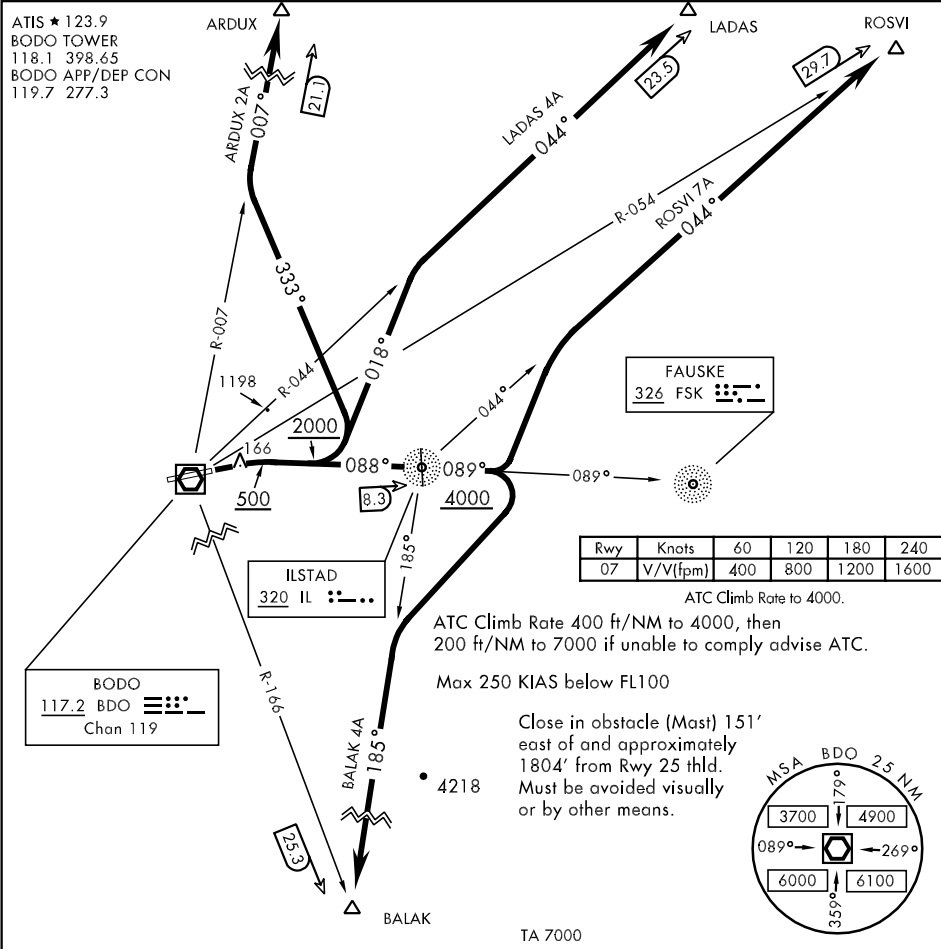 ATIS ★ 123.9
BODO TOWER
118.1 398.65
BODO APP/DEP CON
119.7 277.3
ARDUX
LADAS
ROSVI
21.1
23.5
29.7
ARDUX 2A
007°
LADAS 4A
044°
R-054
ROSVI 7A
044°
333°
R-007
018°
R-044
1198
044°
FAUSKE
326 FSK
2000
166
088°
089°
089°
500
8.3
4000
185°
ILSTAD
320 IL
Rwy Knots 60 120 180 240
07 V/V(fpm) 400 800 1200 1600
ATC Climb Rate to 4000.
ATC Climb Rate 400 ft/NM to 4000, then
200 ft/NM to 7000 if unable to comply advise ATC.
Max 250 KIAS below FL100
BODO
117.2 BDO
Chan 119
R-166
BALAK 4A
185°
4218
Close in obstacle (Mast) 151'
east of and approximately
1804' from Rwy 25 thld.
Must be avoided visually
or by other means.
MSA BDO 25 NM
179°
3700 4900
089° 269°
6000 6100
359°
25.3
BALAK
TA 7000